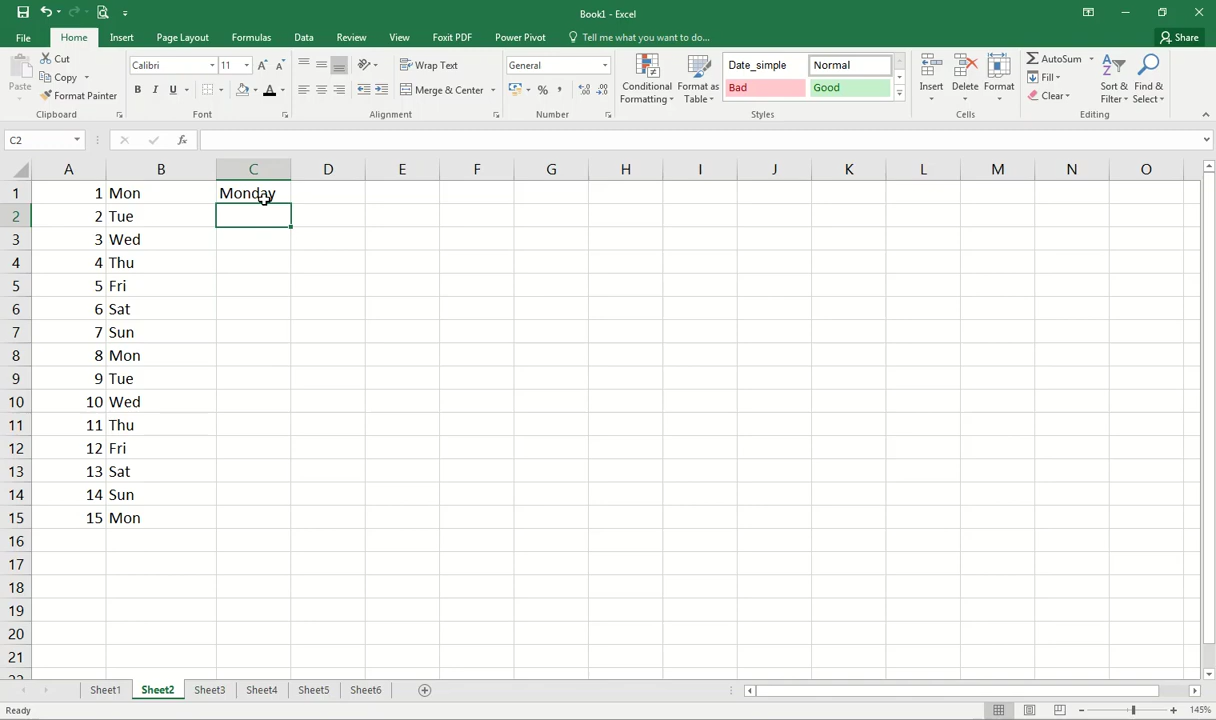 Book1 - Excel
File Home Insert Page Layout Formulas Data Review View Foxit PDF Power Pivot Tell me what you want to do... Share
Paste
Cut
Copy
Format Painter
Clipboard
Calibri 11
B I U
Font
Wrap Text
Merge & Center
Alignment
General
% ,
Number
Conditional Formatting
Format as Table
Date_simple Normal
Bad Good
Styles
Insert Delete Format
Cells
AutoSum
Fill
Clear
Sort & Filter
Find & Select
Editing
C2 fx
A B C D E F G H I J K L M N O
1 1 Mon Monday
2 2 Tue
3 3 Wed
4 4 Thu
5 5 Fri
6 6 Sat
7 7 Sun
8 8 Mon
9 9 Tue
10 10 Wed
11 11 Thu
12 12 Fri
13 13 Sat
14 14 Sun
15 15 Mon
16
17
18
19
20
21
Sheet1 Sheet2 Sheet3 Sheet4 Sheet5 Sheet6
Ready 145%